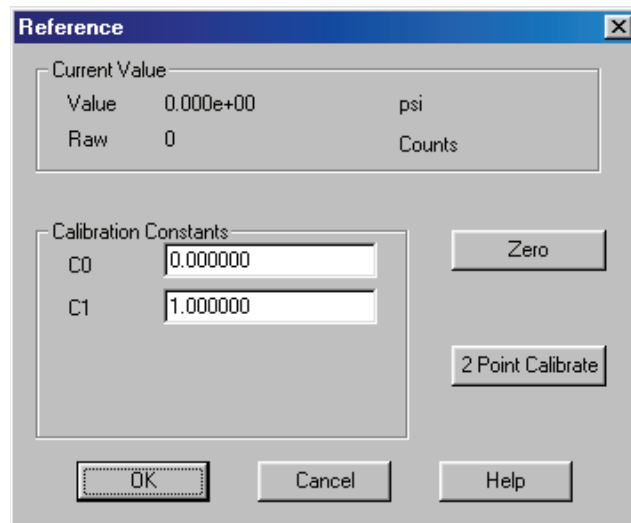 Reference
Current Value
Value 0.000e+00 psi
Raw 0 Counts
Calibration Constants
C0 0.000000
C1 1.000000
Zero
2 Point Calibrate
OK Cancel Help